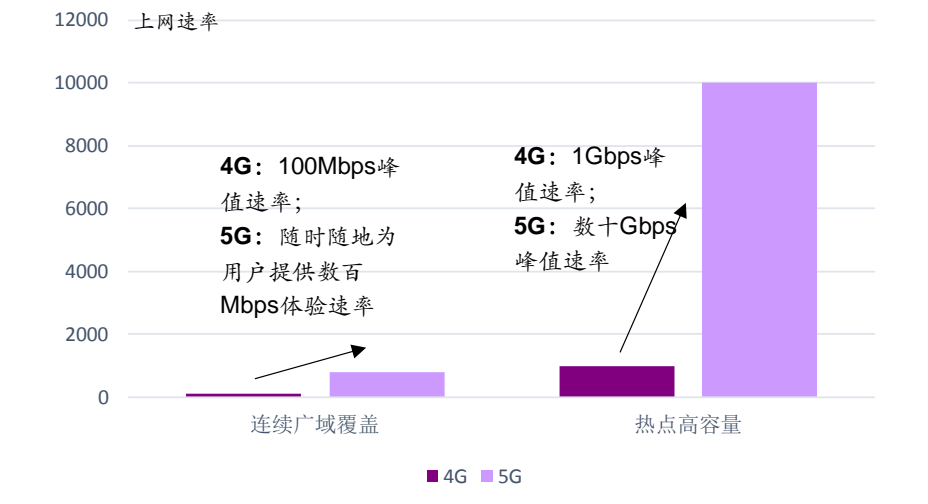 12000
上网速率
10000
8000
6000
4000
2000
0
4G：100Mbps峰
值速率；
5G：随时随地为
用户提供数百
Mbps体验速率
4G：1Gbps峰
值速率；
5G：数十Gbps
峰值速率
连续广域覆盖
热点高容量
4G 5G